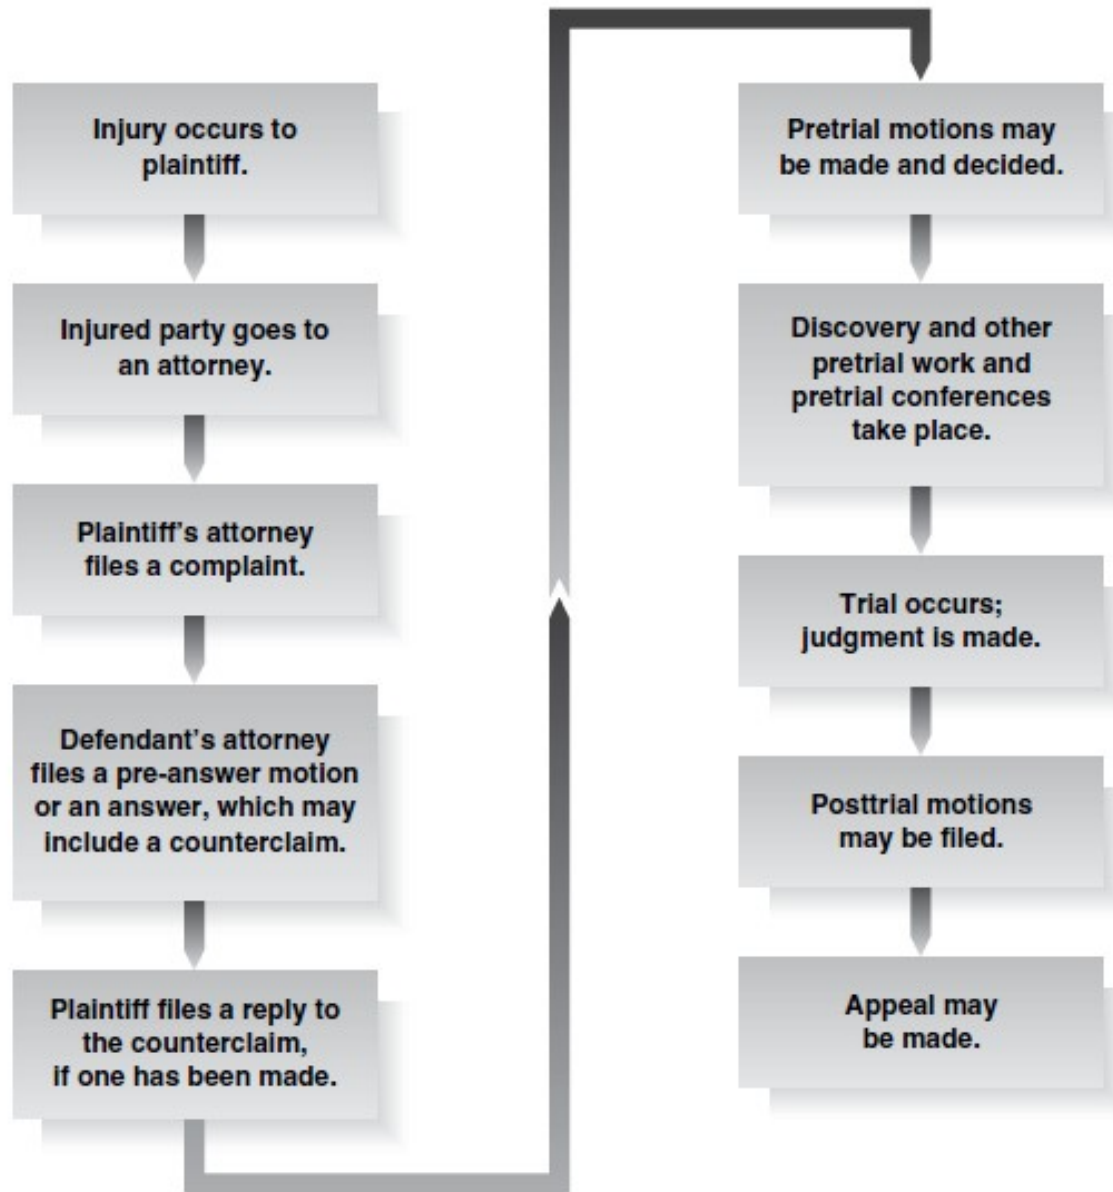 Injury occurs to
plaintiff.
Injured party goes to
an attorney.
Plaintiff’s attorney
files a complaint.
Defendant’s attorney
files a pre-answer motion
or an answer, which may
include a counterclaim.
Plaintiff files a reply to
the counterclaim,
if one has been made.
Pretrial motions may
be made and decided.
Discovery and other
pretrial work and
pretrial conferences
take place.
Trial occurs;
judgment is made.
Posttrial motions
may be filed.
Appeal may
be made.